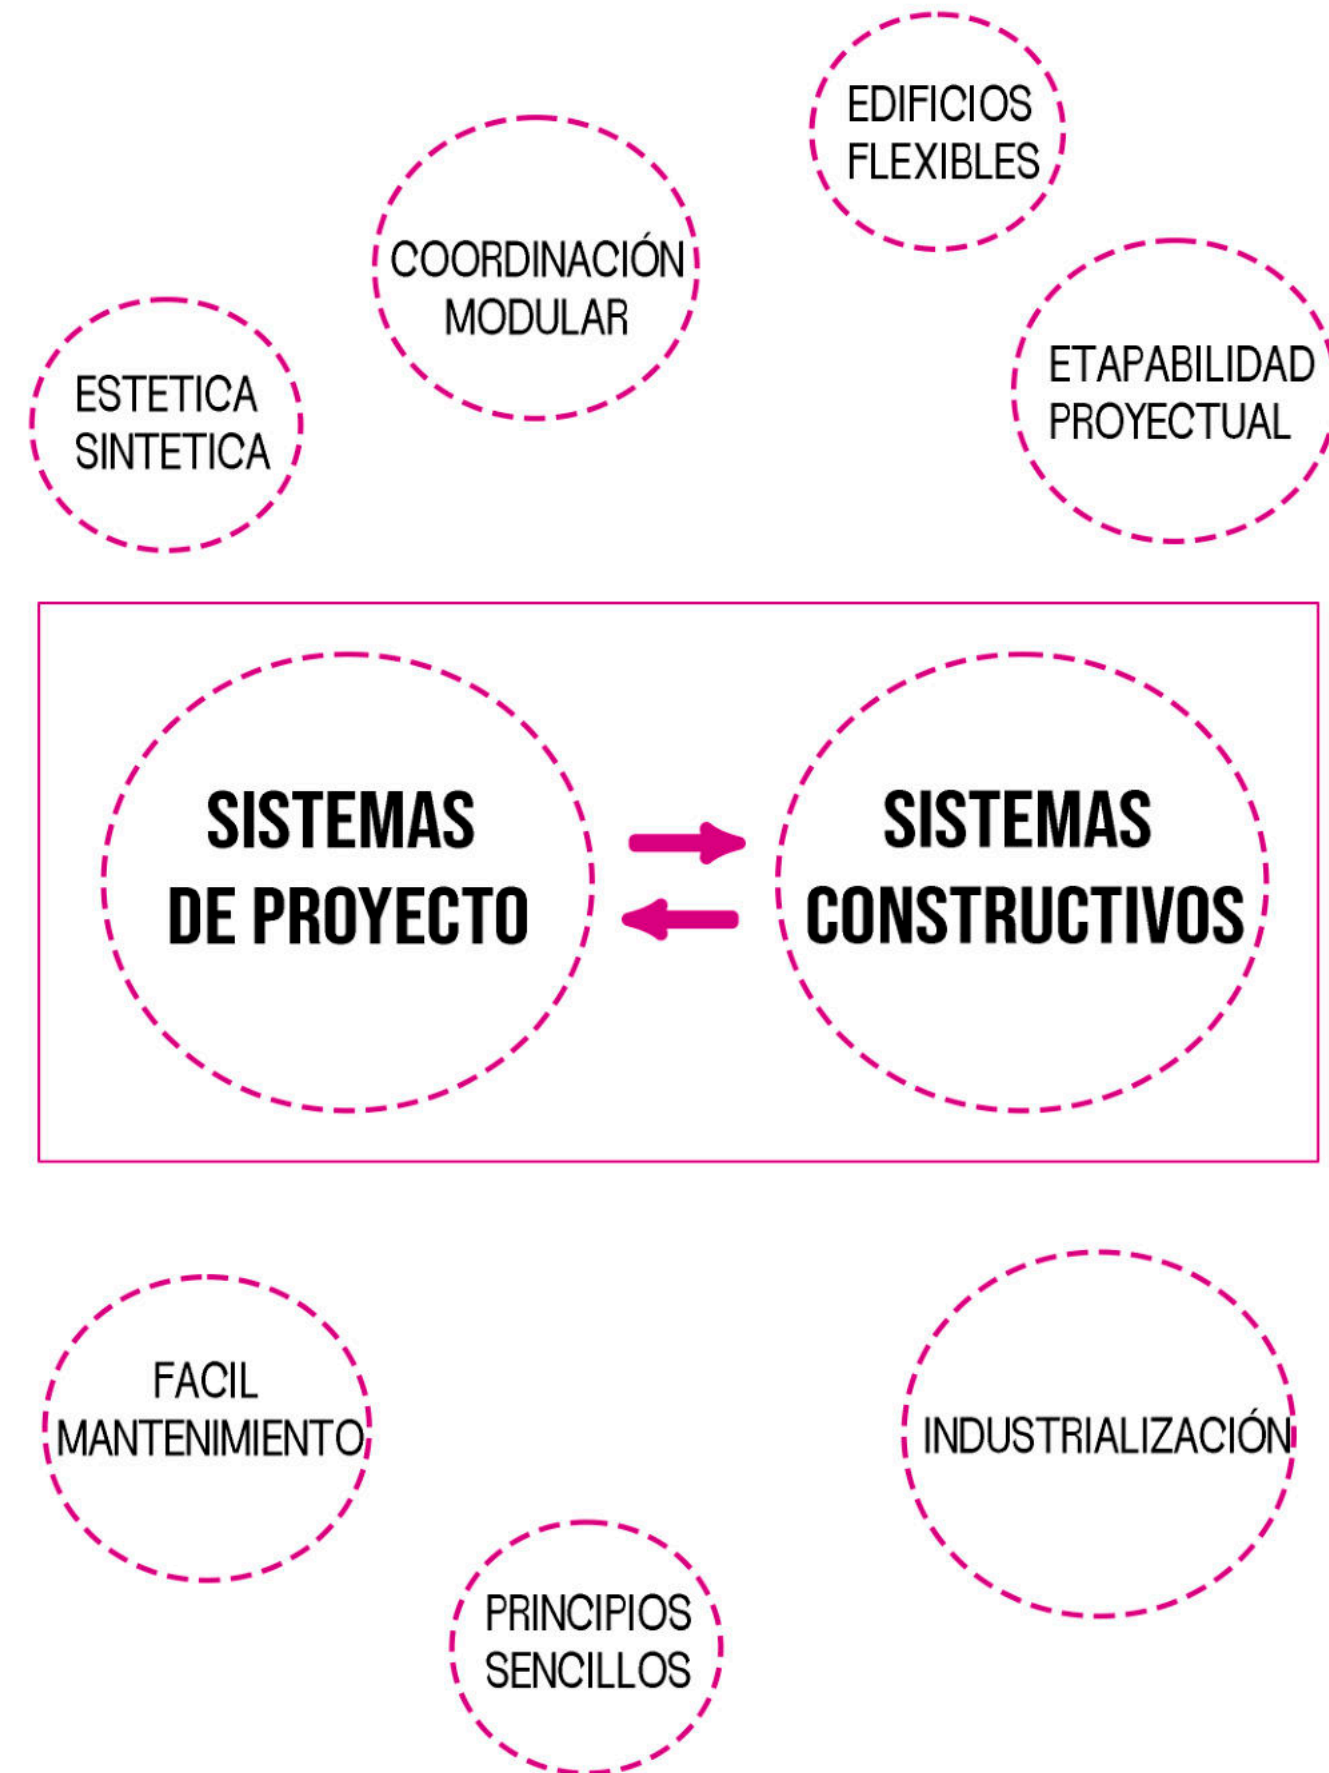 EDIFICIOS
FLEXIBLES
COORDINACIÓN
MODULAR
ETAPABILIDAD
PROYECTUAL
ESTETICA
SINTETICA
SISTEMAS
DE PROYECTO
SISTEMAS
CONSTRUCTIVOS
FACIL
MANTENIMIENTO
INDUSTRIALIZACIÓN
PRINCIPIOS
SENCILLOS